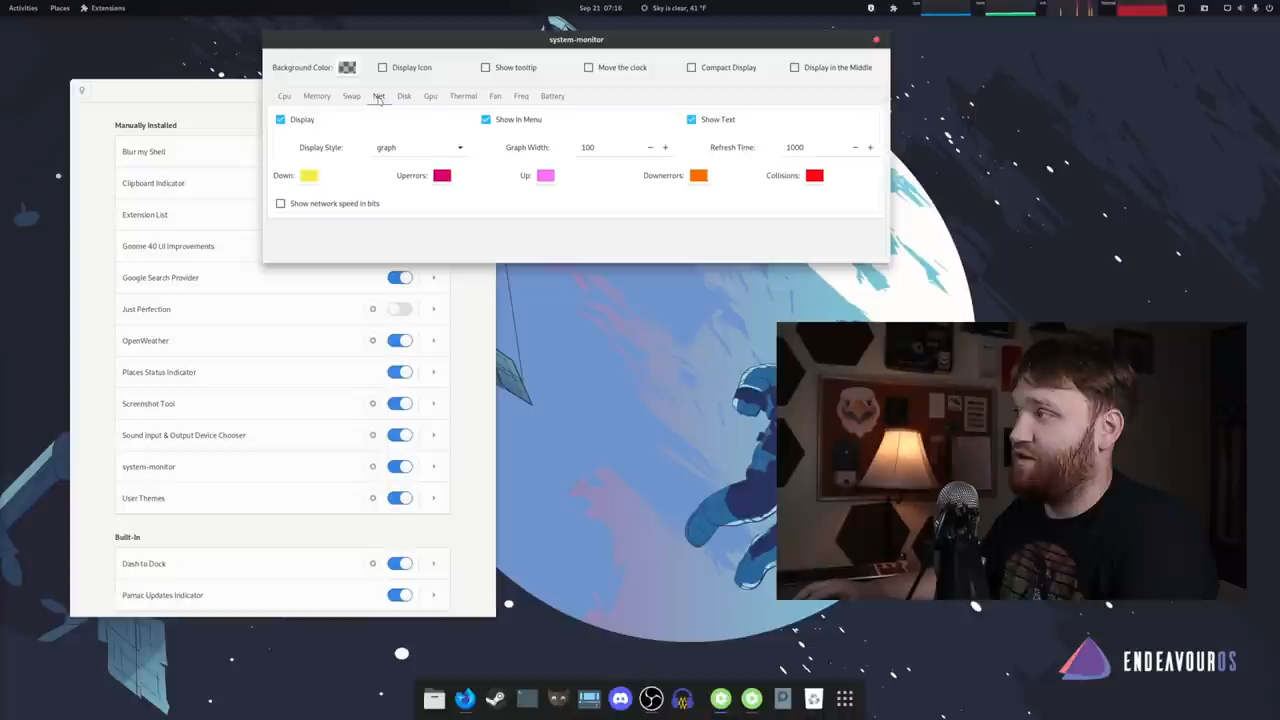 Activities Places Extensions Sep 21 07:16 Sky is clear, 41 °F
system-monitor
Background Color: Display Icon Show tooltip Move the clock Compact Display Display in the Middle
Cpu Memory Swap Net Disk Gpu Thermal Fan Freq Battery
Display Show In Menu Show Text
Display Style: graph Graph Width: 100 Refresh Time: 1000
Down: Uperrors: Up: Downerrors: Collisions:
Show network speed in bits
Manually Installed
Blur my Shell
Clipboard Indicator
Extension List
Gnome 40 UI Improvements
Google Search Provider
Just Perfection
OpenWeather
Places Status Indicator
Screenshot Tool
Sound Input & Output Device Chooser
system-monitor
User Themes
Built-In
Dash to Dock
Pamac Updates Indicator
ENDEAVOUROS